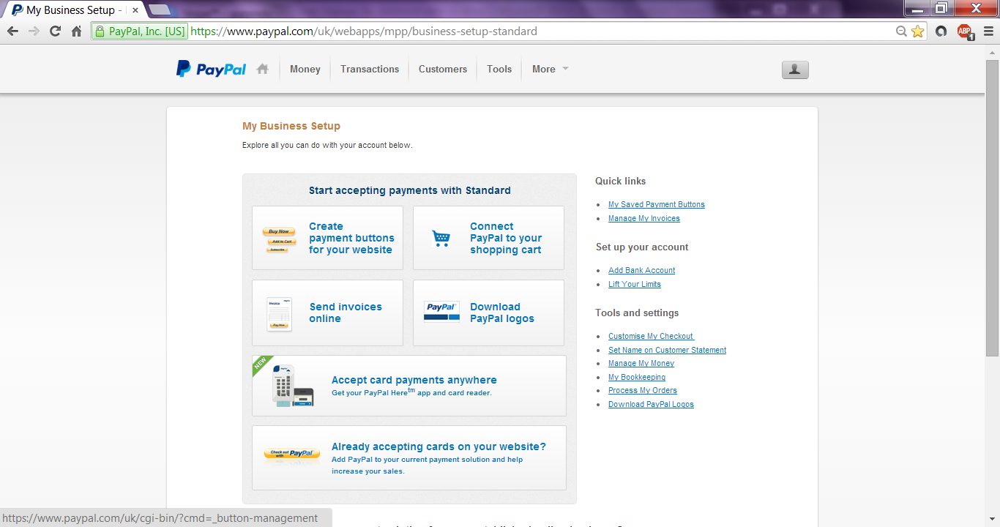 My Business Setup -
PayPal, Inc. [US] https://www.paypal.com/uk/webapps/mpp/business-setup-standard
ABP
1
PayPal
Money
Transactions
Customers
Tools
More
My Business Setup
Explore all you can do with your account below.
Start accepting payments with Standard
Buy Now
Add to Cart
Subscribe
Create
payment buttons
for your website
Connect
PayPal to your
shopping cart
Invoice
Pay Now
Send invoices
online
PayPal
Download
PayPal logos
NEW
Accept card payments anywhere
Get your PayPal Here™ app and card reader.
Check out with PayPal
Already accepting cards on your website?
Add PayPal to your current payment solution and help
increase your sales.
Quick links
My Saved Payment Buttons
Manage My Invoices
Set up your account
Add Bank Account
Lift Your Limits
Tools and settings
Customise My Checkout
Set Name on Customer Statement
Manage My Money
My Bookkeeping
Process My Orders
Download PayPal Logos
https://www.paypal.com/uk/cgi-bin/?cmd=_button-management